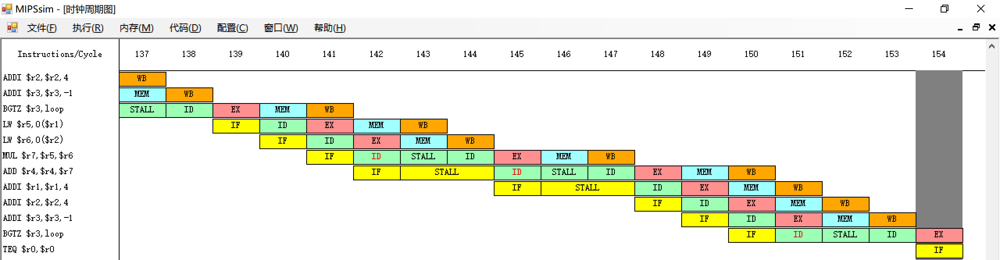 MIPSsim - [时钟周期图]
文件(F) 执行(R) 内存(M) 代码(D) 配置(C) 窗口(W) 帮助(H)
Instructions/Cycle 137 138 139 140 141 142 143 144 145 146 147 148 149 150 151 152 153 154
ADDI $r2,$r2,4 WB
ADDI $r3,$r3,-1 MEM WB
BGTZ $r3,loop STALL ID EX MEM WB
LW $r5,0($r1) IF ID EX MEM WB
LW $r6,0($r2) IF ID EX MEM WB
MUL $r7,$r5,$r6 IF ID STALL ID EX MEM WB
ADD $r4,$r4,$r7 IF STALL ID STALL ID EX MEM WB
ADDI $r1,$r1,4 IF STALL ID EX MEM WB
ADDI $r2,$r2,4 IF ID EX MEM WB
ADDI $r3,$r3,-1 IF ID EX MEM WB
BGTZ $r3,loop IF ID STALL ID EX
TEQ $r0,$r0 IF